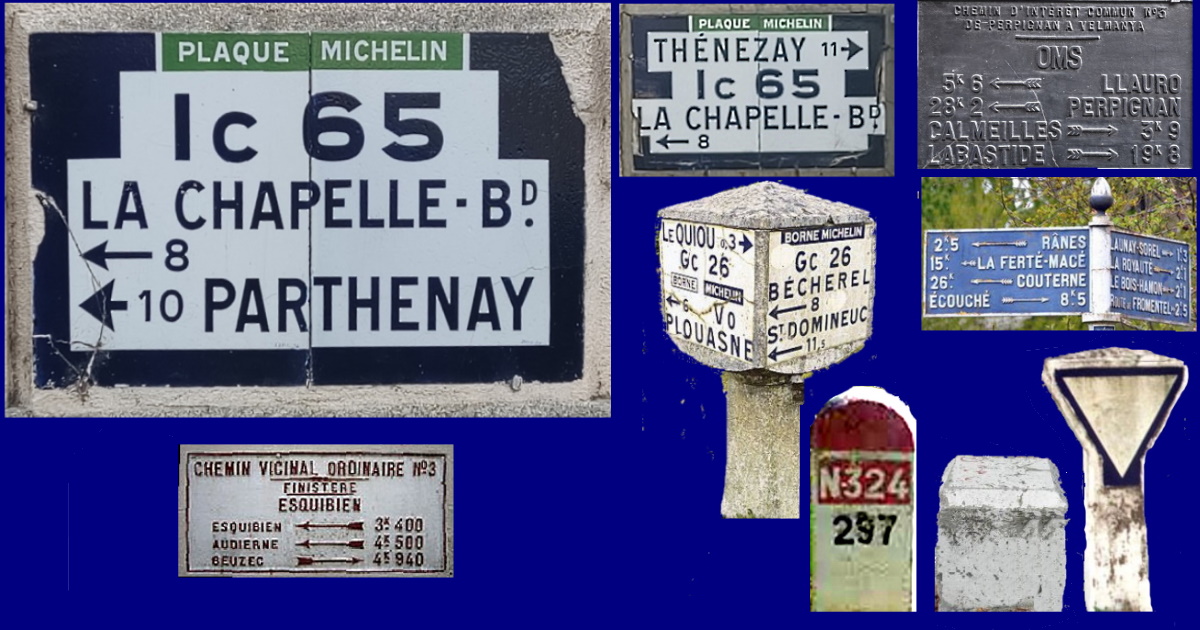 PLAQUE MICHELIN
Ic 65
LA CHAPELLE-BD.
8
10 PARTHENAY
PLAQUE MICHELIN
THÉNEZAY 11
Ic 65
LA CHAPELLE-BD.
8
CHEMIN D'INTERÊT COMMUN Nº3
DE PERPIGNAN A VELMANYA
OMS
5K 6 LLAURO
28K 2 PERPIGNAN
CALMEILLES 3K 9
LABASTIDE 19K 8
LE QUIOU 0,3
GC 26
BORNE MICHELIN
6 VO
PLOUASNE
BORNE MICHELIN
GC 26
BÉCHEREL
8
ST DOMINEUC
11,5
2K5 RÂNES
15K. LA FERTÉ-MACÉ
26K COUTERNE
ÉCOUCHÉ 8K5
LAUNAY-SOREL 1K3
LA ROYAUTÉ 2K1
LE BOIS-HAMON 2K1
ROUTE DE FROMENTEL 2K5
CHEMIN VICINAL ORDINAIRE Nº3
FINISTERE
ESQUIBIEN
ESQUIBIEN 3K 400
AUDIERNE 4K 500
BEUZEC 4K 940
N324
297